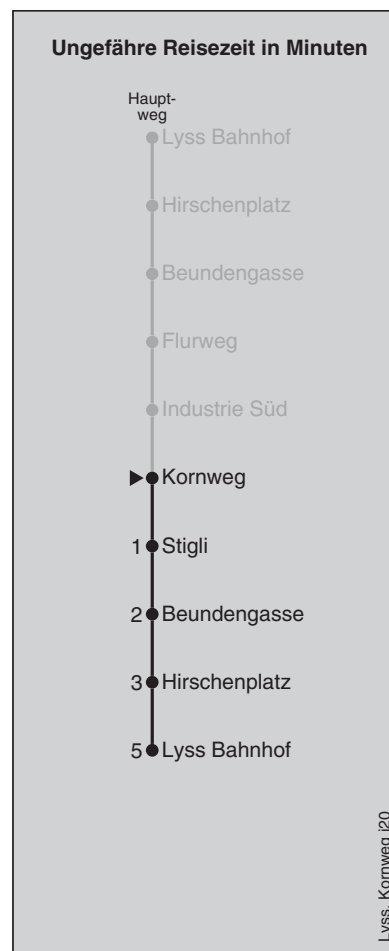 Ungefähre Reisezeit in Minuten
Haupt-
weg
Lyss Bahnhof
Hirschenplatz
Beundengasse
Flurweg
Industrie Süd
Kornweg
1 Stigli
2 Beundengasse
3 Hirschenplatz
5 Lyss Bahnhof
Lyss, Kornweg j20